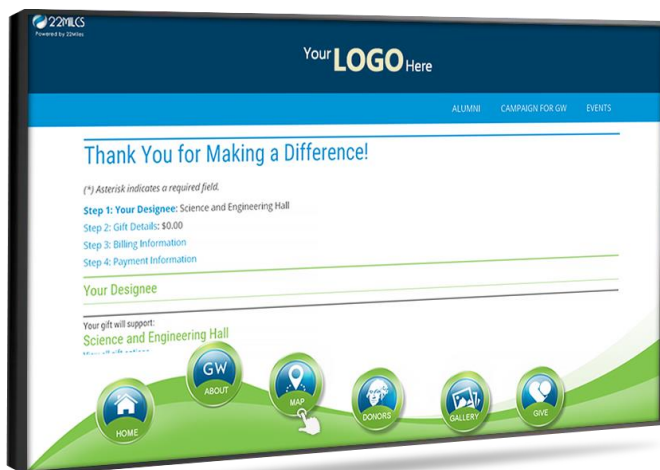 22MILES
Powered by 22Miles
Your LOGO Here
ALUMNI CAMPAIGN FOR GW EVENTS
Thank You for Making a Difference!
(*) Asterisk indicates a required field.
Step 1: Your Designee: Science and Engineering Hall
Step 2: Gift Details: $0.00
Step 3: Billing Information
Step 4: Payment Information
Your Designee
Your gift will support:
Science and Engineering Hall
GW
HOME
ABOUT
MAP
DONORS
GALLERY
GIVE